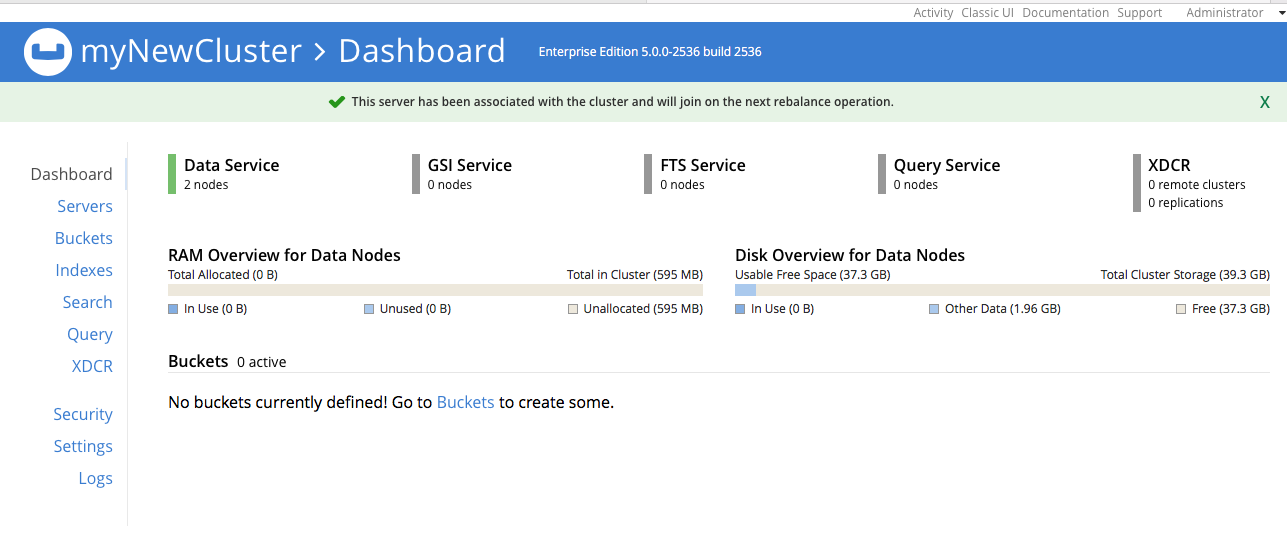 Activity Classic UI Documentation Support Administrator
myNewCluster > Dashboard Enterprise Edition 5.0.0-2536 build 2536
This server has been associated with the cluster and will join on the next rebalance operation. X
Dashboard
Servers
Buckets
Indexes
Search
Query
XDCR
Security
Settings
Logs
Data Service
2 nodes
GSI Service
0 nodes
FTS Service
0 nodes
Query Service
0 nodes
XDCR
0 remote clusters
0 replications
RAM Overview for Data Nodes
Total Allocated (0 B) Total in Cluster (595 MB)
In Use (0 B) Unused (0 B) Unallocated (595 MB)
Disk Overview for Data Nodes
Usable Free Space (37.3 GB) Total Cluster Storage (39.3 GB)
In Use (0 B) Other Data (1.96 GB) Free (37.3 GB)
Buckets 0 active
No buckets currently defined! Go to Buckets to create some.